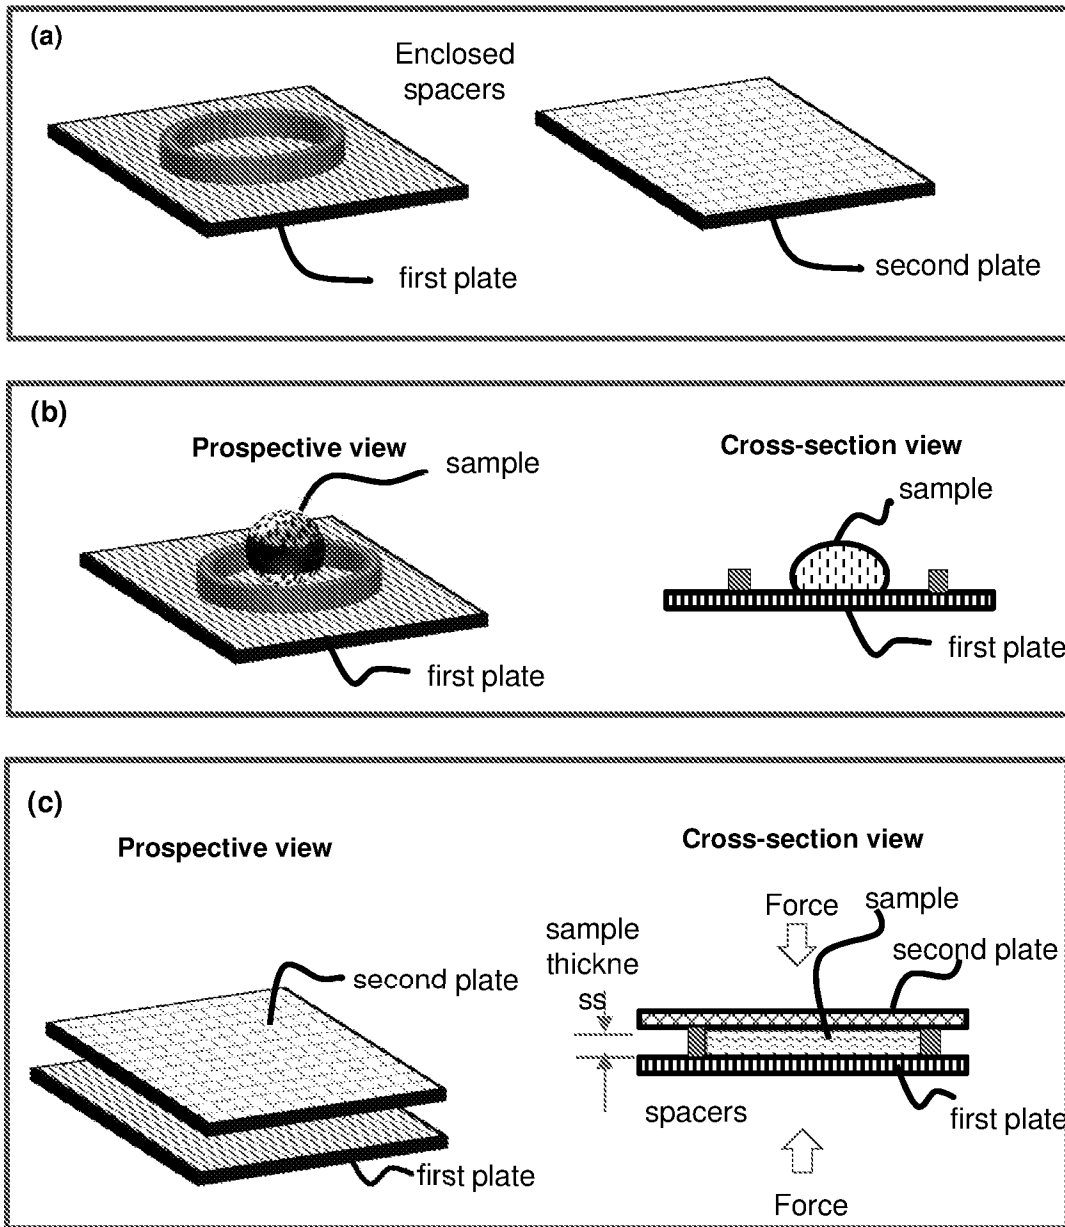 (a)
Enclosed
spacers
first plate
second plate
(b)
Prospective view
sample
first plate
Cross-section view
sample
first plate
(c)
Prospective view
second plate
first plate
Cross-section view
Force
sample
sample
thickne
ss
second plate
spacers
first plate
Force